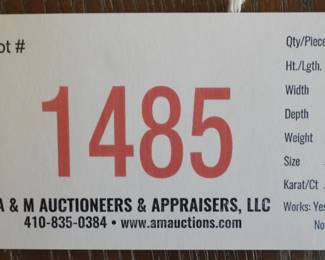 ot #
1485
A & M AUCTIONEERS & APPRAISERS, LLC
410-835-0384 • www.amauctions.com
Qty/Piece
Ht./Lgth.
Width
Depth
Weight
Size
Karat/Ct
Works: Yes
No